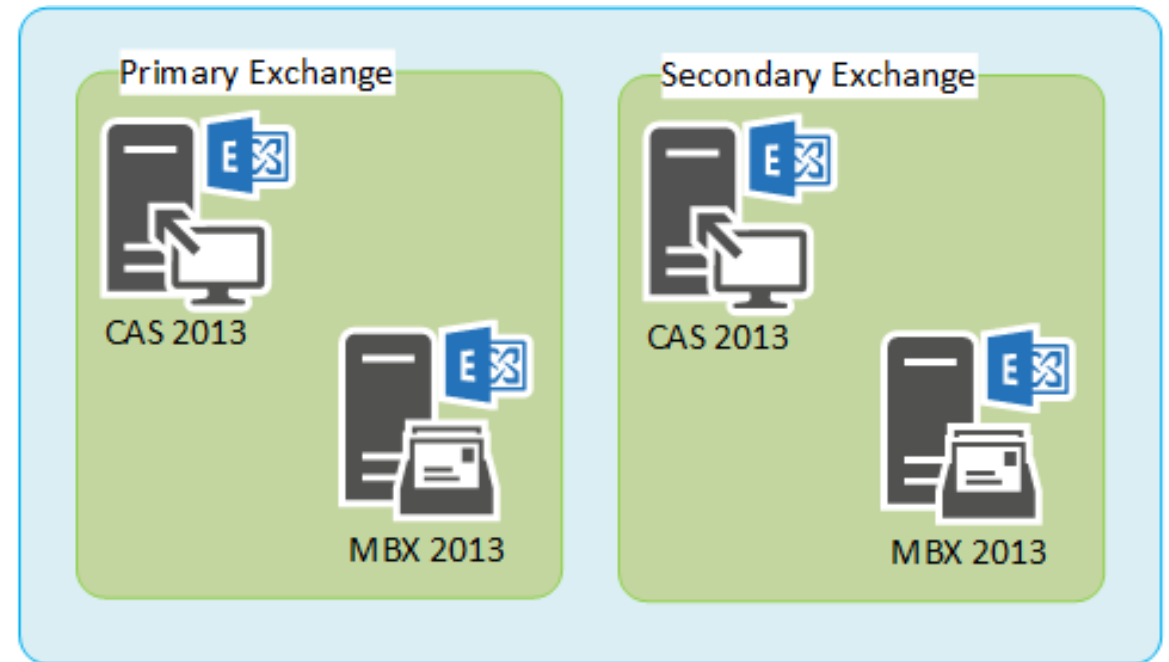 Primary Exchange
E
CAS 2013
E
MBX 2013
Secondary Exchange
E
CAS 2013
E
MBX 2013